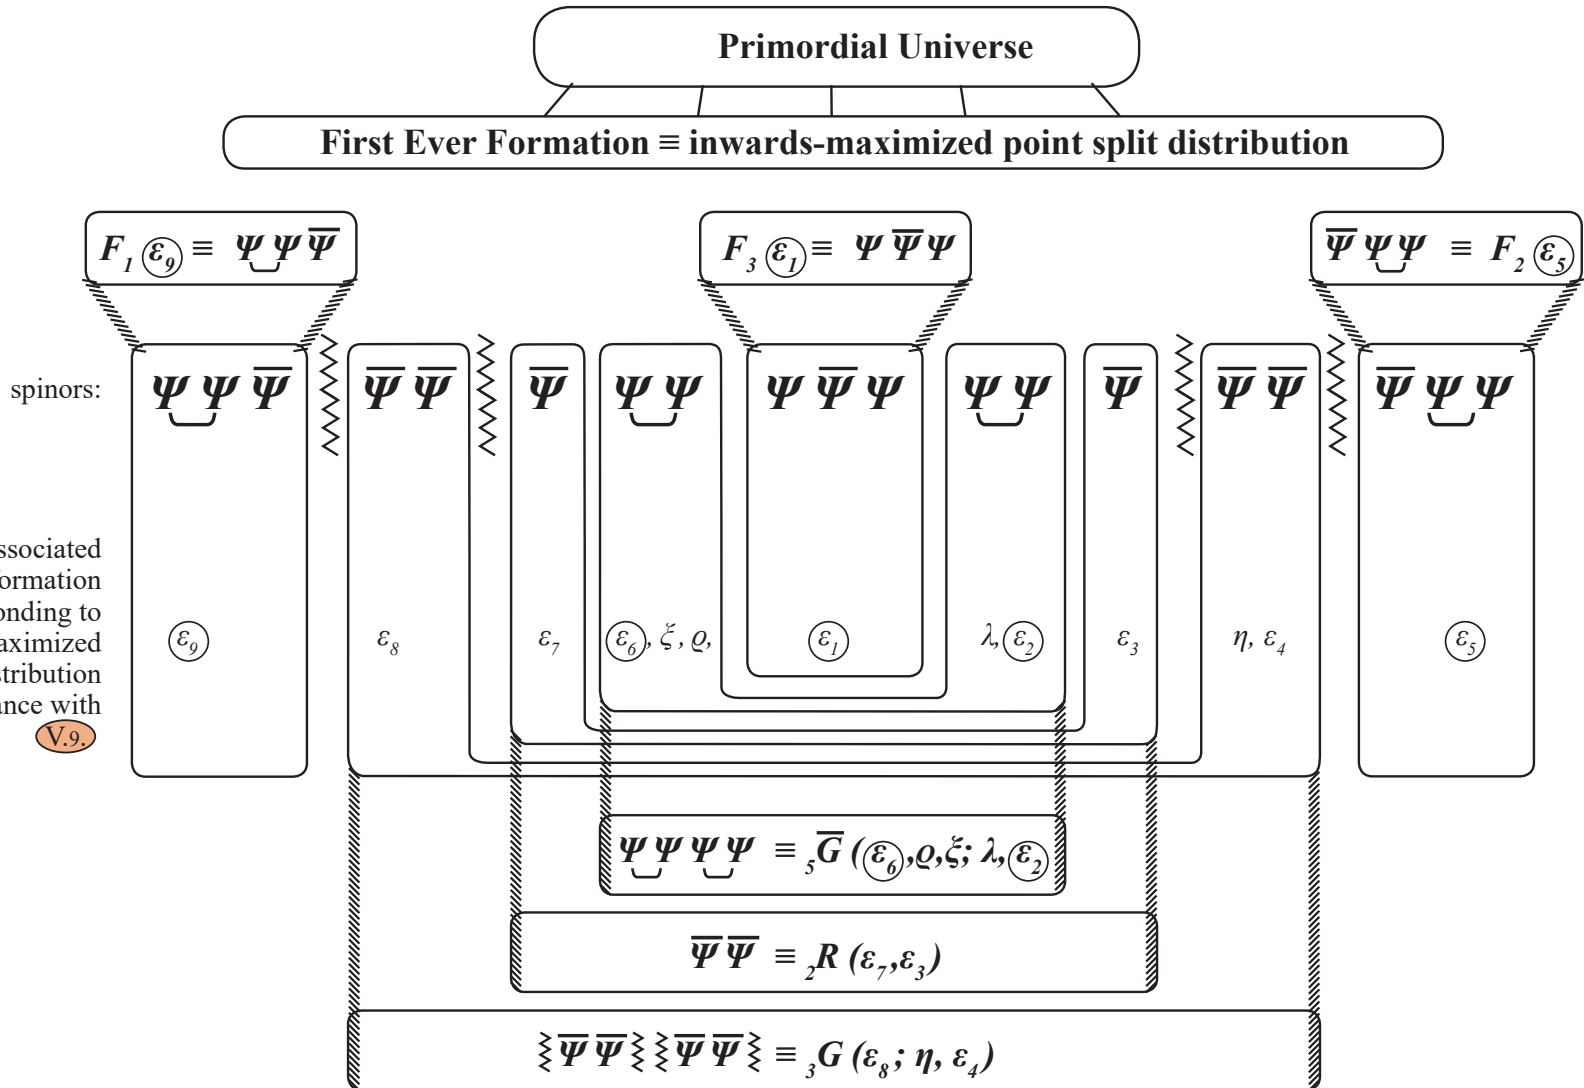 Primordial Universe
First Ever Formation ≡ inwards-maximized point split distribution
F₁ ε₉ ≡ Ψ Ψ Ψ̅
F₃ ε₁ ≡ Ψ Ψ̅ Ψ
Ψ̅ Ψ Ψ ≡ F₂ ε₅
spinors: Ψ Ψ Ψ̅ Ψ̅ Ψ̅ Ψ̅ Ψ Ψ Ψ Ψ̅ Ψ Ψ Ψ Ψ̅ Ψ̅ Ψ̅ Ψ̅ Ψ Ψ
ssociated
formation
onding to
aximized
stribution
ance with
V.9.
ε₉ ε₈ ε₇ ε₆, ξ, ϱ, ε₁ λ, ε₂ ε₃ η, ε₄ ε₅
Ψ Ψ Ψ Ψ ≡ ₅G̅ (ε₆,ϱ,ξ; λ,ε₂
Ψ̅ Ψ̅ ≡ ₂R (ε₇,ε₃)
Ψ̅ Ψ̅ Ψ̅ Ψ̅ ≡ ₃G (ε₈; η, ε₄)